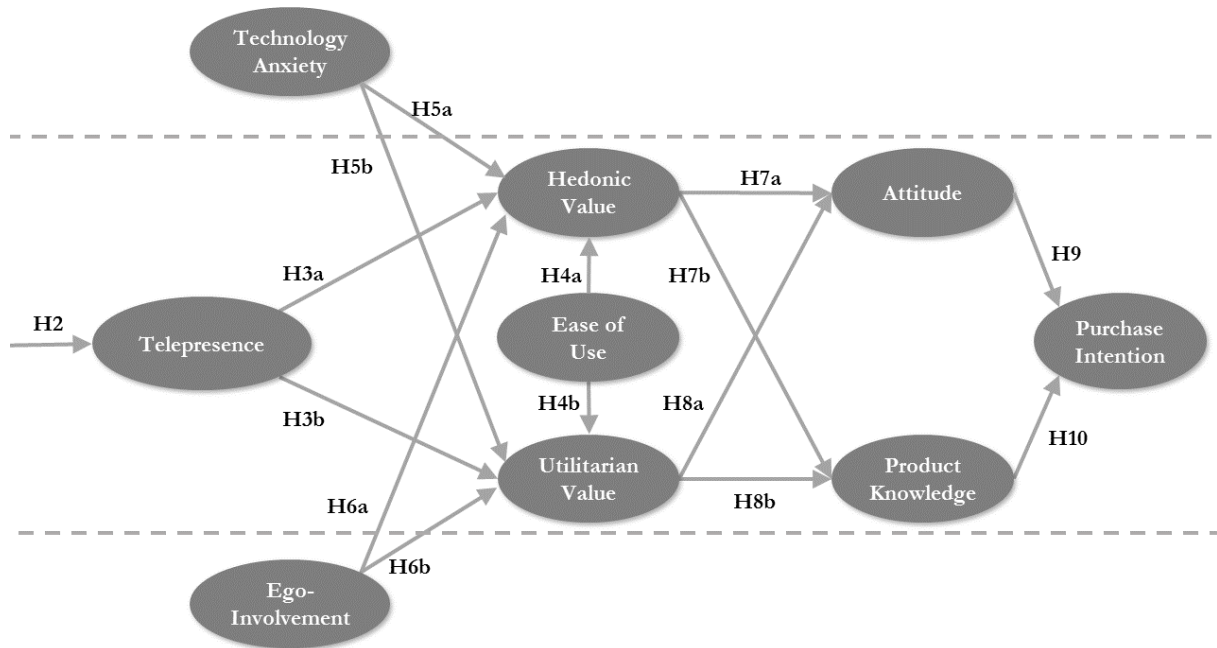 Technology
Anxiety
H5a
H5b
Hedonic
Value
H7a
Attitude
H3a
H4a
H7b
H9
H2
Telepresence
Ease of
Use
Purchase
Intention
H3b
H4b
H8a
H10
Utilitarian
Value
Product
Knowledge
H6a
H8b
H6b
Ego-
Involvement